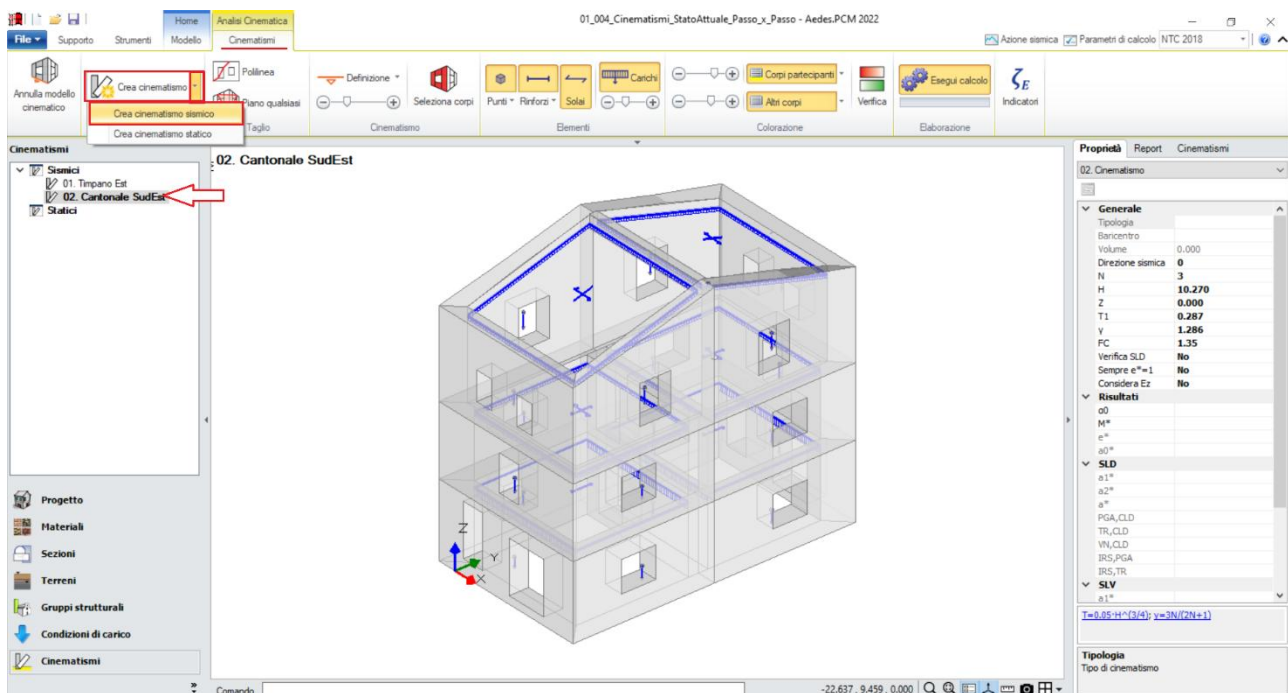 01_004_Cinematismi_StatoAttuale_Passo_x_Passo - Aedes.PCM 2022
Home
Analisi Cinematica
File
Supporto
Strumenti
Modello
Cinematismi
Azione sismica
Parametri di calcolo
NTC 2018
Annulla modello
cinematico
Crea cinematismo
Crea cinematismo sismico
Crea cinematismo statico
Polilinea
Piano qualsiasi
Taglio
Definizione
Seleziona corpi
Cinematismo
Punti
Rinforzi
Solai
Carichi
Elementi
Corpi partecipanti
Altri corpi
Verifica
Colorazione
Esegui calcolo
Elaborazione
ζE
Indicatori
Cinematismi
Sismici
01. Timpano Est
02. Cantonale SudEst
Statici
Progetto
Materiali
Sezioni
Terreni
Gruppi strutturali
Condizioni di carico
Cinematismi
02. Cantonale SudEst
Z
Y
X
Comando
-22.637 , 9.459 , 0.000
Proprietà Report Cinematismi
02. Cinematismo
Generale
Tipologia
Baricentro
Volume 0.000
Direzione sismica 0
N 3
H 10.270
Z 0.000
T1 0.287
γ 1.286
FC 1.35
Verifica SLD No
Sempre e*=1 No
Considera Ez No
Risultati
α0
M*
e*
a0*
SLD
a1*
a2*
a*
PGA,CLD
TR,CLD
VN,CLD
IRS,PGA
IRS,TR
SLV
a1*
T=0.05·H^(3/4); γ=3N/(2N+1)
Tipologia
Tipo di cinematismo